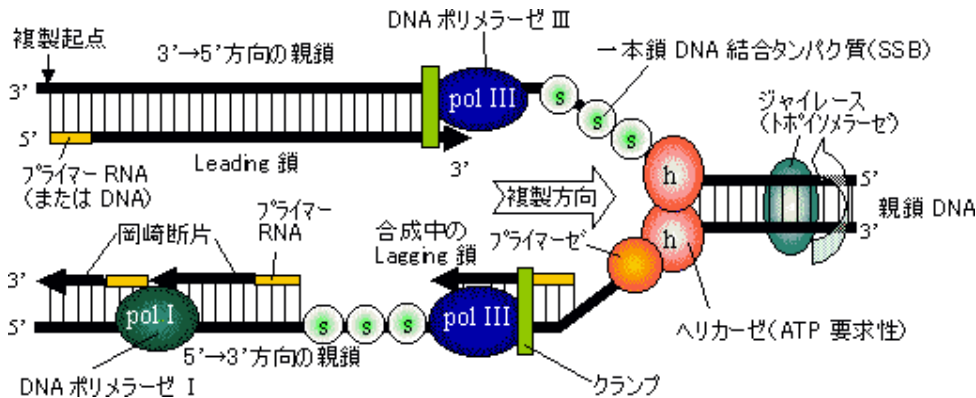 DNA ポリメラーゼ Ⅲ
複製起点
3’→5’方向の親鎖
一本鎖 DNA 結合タンパク質(SSB)
3’
pol III
s
s
s
ジャイレース
(トポイソメラーゼ)
5’
プライマー RNA
(または DNA)
Leading 鎖
3’
h
5’
複製方向
親鎖 DNA
3’
プライマー
RNA
岡崎断片
合成中の
Lagging 鎖
プライマーゼ
h
3’
5’
pol I
s
s
s
pol III
ヘリカーゼ(ATP 要求性)
5’→3’方向の親鎖
DNA ポリメラーゼ Ⅰ
クランプ